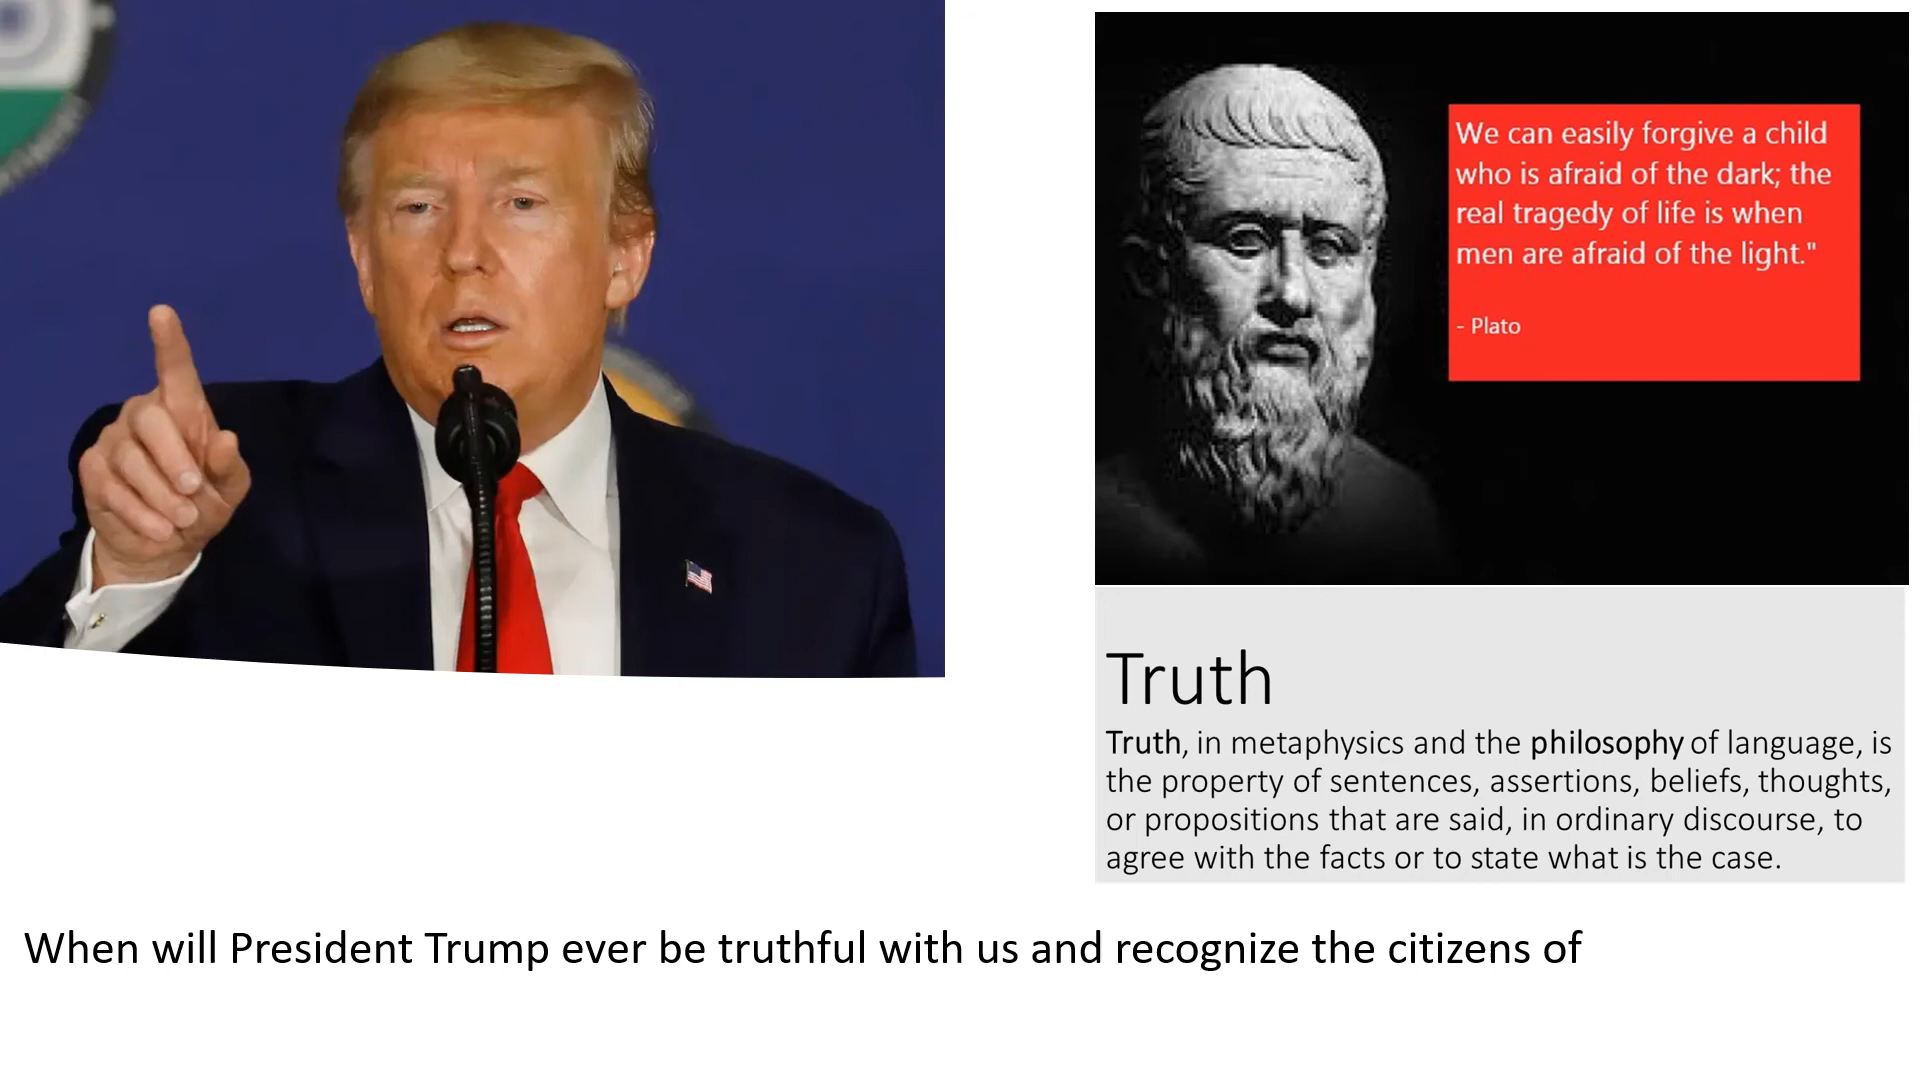 We can easily forgive a child
who is afraid of the dark; the
real tragedy of life is when
men are afraid of the light."
- Plato
Truth
Truth, in metaphysics and the philosophy of language, is
the property of sentences, assertions, beliefs, thoughts,
or propositions that are said, in ordinary discourse, to
agree with the facts or to state what is the case.
When will President Trump ever be truthful with us and recognize the citizens of